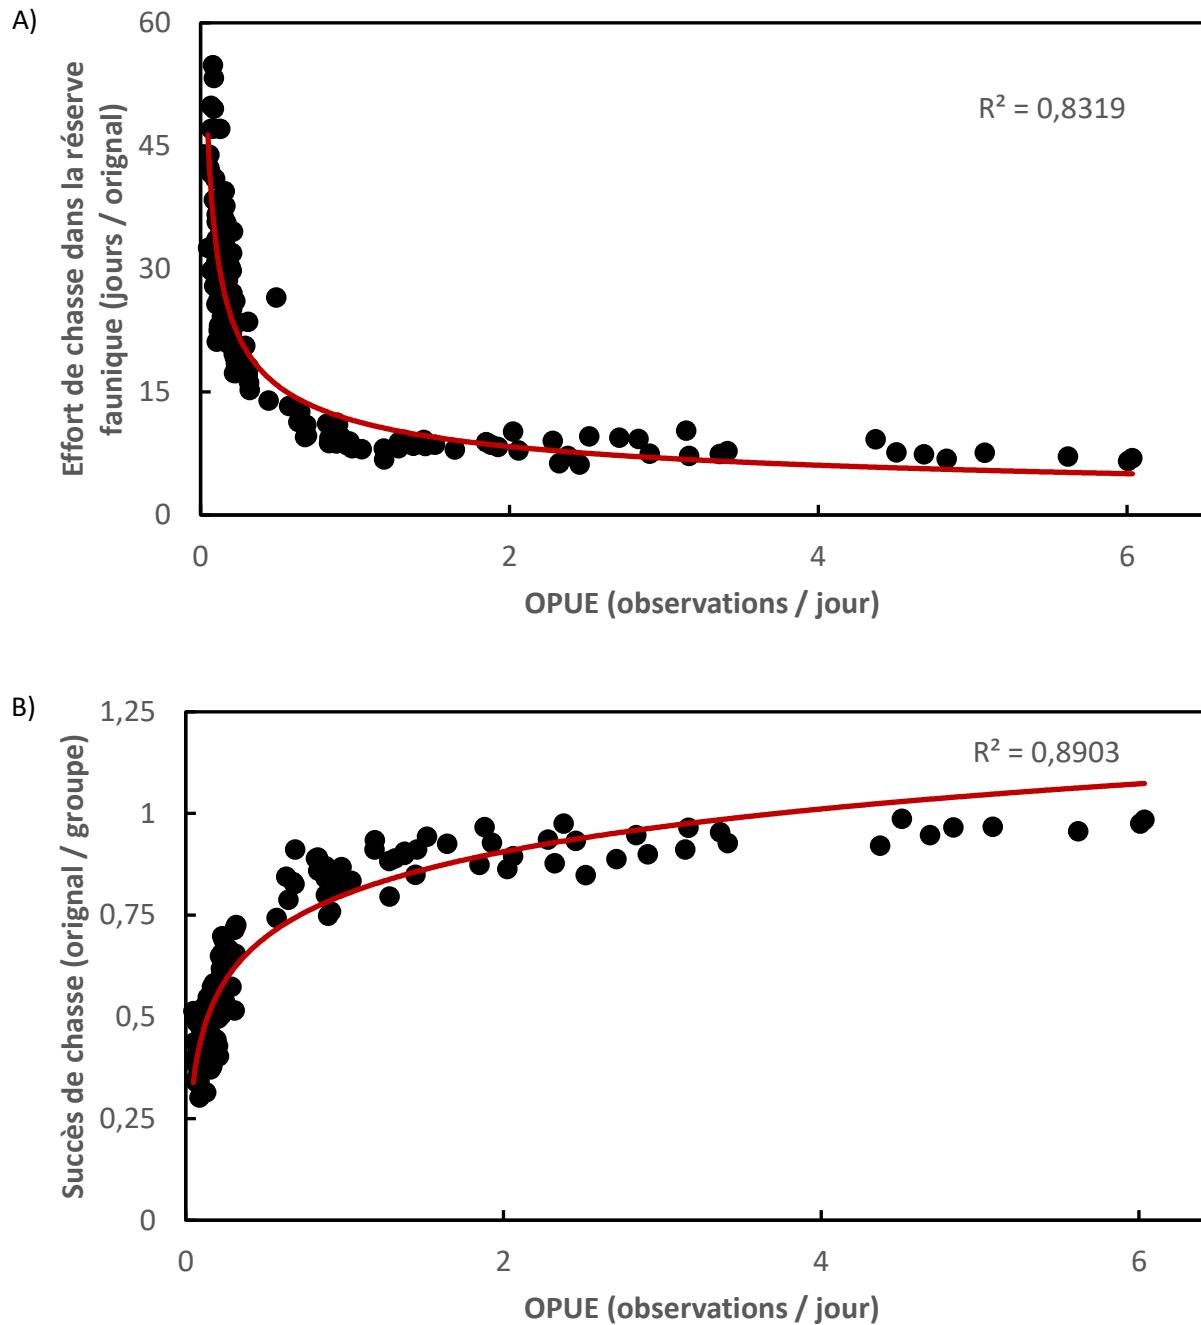 A)
Effort de chasse dans la réserve
faunique (jours / orignal)
60
45
30
15
0
R² = 0,8319
0 2 4 6
OPUE (observations / jour)
B)
Succès de chasse (orignal / groupe)
1,25
1
0,75
0,5
0,25
0
R² = 0,8903
0 2 4 6
OPUE (observations / jour)